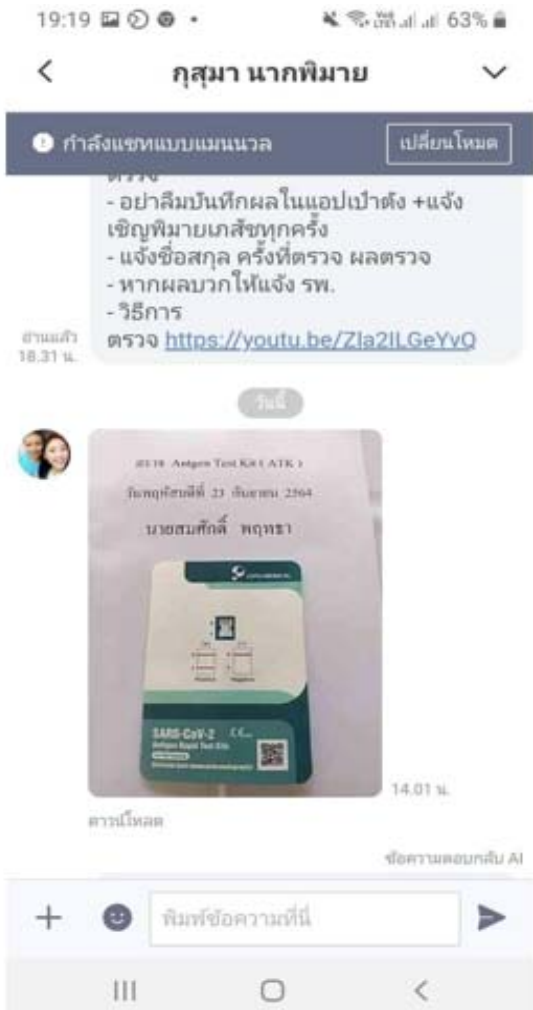 19:19
63%
กุสุมา นากพิมาย
กำลังแชทแบบแมนนวล
เปลี่ยนโหมด
ตรวจ
- อย่าลืมบันทึกผลในแอปเป๋าตัง +แจ้ง
เชิญพิมายเภสัชทุกครั้ง
- แจ้งชื่อสกุล ครั้งที่ตรวจ ผลตรวจ
- หากผลบวกให้แจ้ง รพ.
- วิธีการ
ตรวจ https://youtu.be/Zla2ILGeYvQ
อ่านแล้ว
18.31 น.
วันนี้
Antgen Test Kit ( ATK )
วันพฤหัสบดีที่ 23 กันยายน 2564
นายสมศักดิ์ พฤทธา
Positive
Negative
SARS-CoV-2
Antigen Rapid Test Kits
14.01 น.
ดาวน์โหลด
ข้อความตอบกลับ AI
พิมพ์ข้อความที่นี่